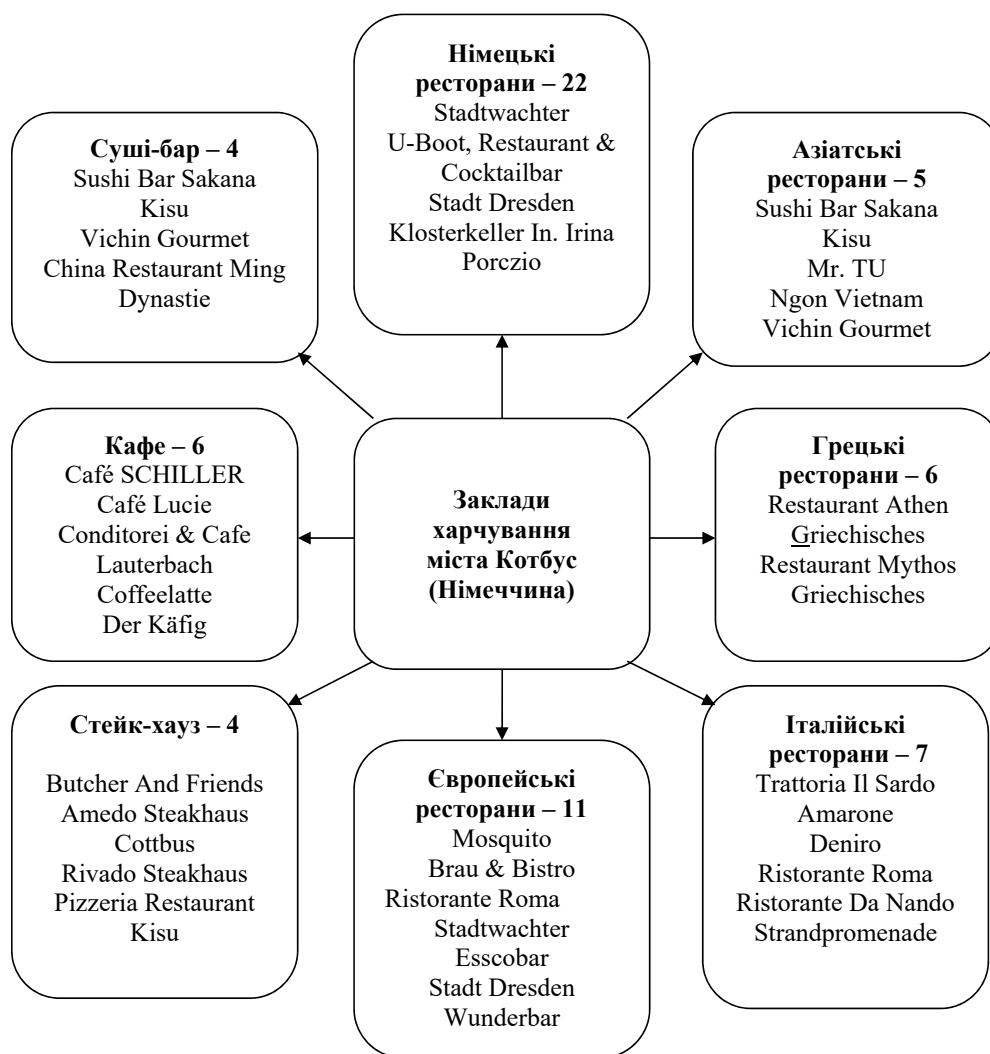 Німецькі
ресторани – 22
Stadtwachter
U-Boot, Restaurant &
Cocktailbar
Stadt Dresden
Klosterkeller In. Irina
Porczio
Суші-бар – 4
Sushi Bar Sakana
Kisu
Vichin Gourmet
China Restaurant Ming
Dynastie
Азіатські
ресторани – 5
Sushi Bar Sakana
Kisu
Mr. TU
Ngon Vietnam
Vichin Gourmet
Кафе – 6
Café SCHILLER
Café Lucie
Conditorei & Cafe
Lauterbach
Coffeelatte
Der Käfig
Заклади
харчування
міста Котбус
(Німеччина)
Грецькі
ресторани – 6
Restaurant Athen
Griechisches
Restaurant Mythos
Griechisches
Стейк-хауз – 4
Butcher And Friends
Amedo Steakhaus
Cottbus
Rivado Steakhaus
Pizzeria Restaurant
Kisu
Європейські
ресторани – 11
Mosquito
Brau & Bistro
Ristorante Roma
Stadtwachter
Esscobar
Stadt Dresden
Wunderbar
Італійські
ресторани – 7
Trattoria Il Sardo
Amarone
Deniro
Ristorante Roma
Ristorante Da Nando
Strandpromenade